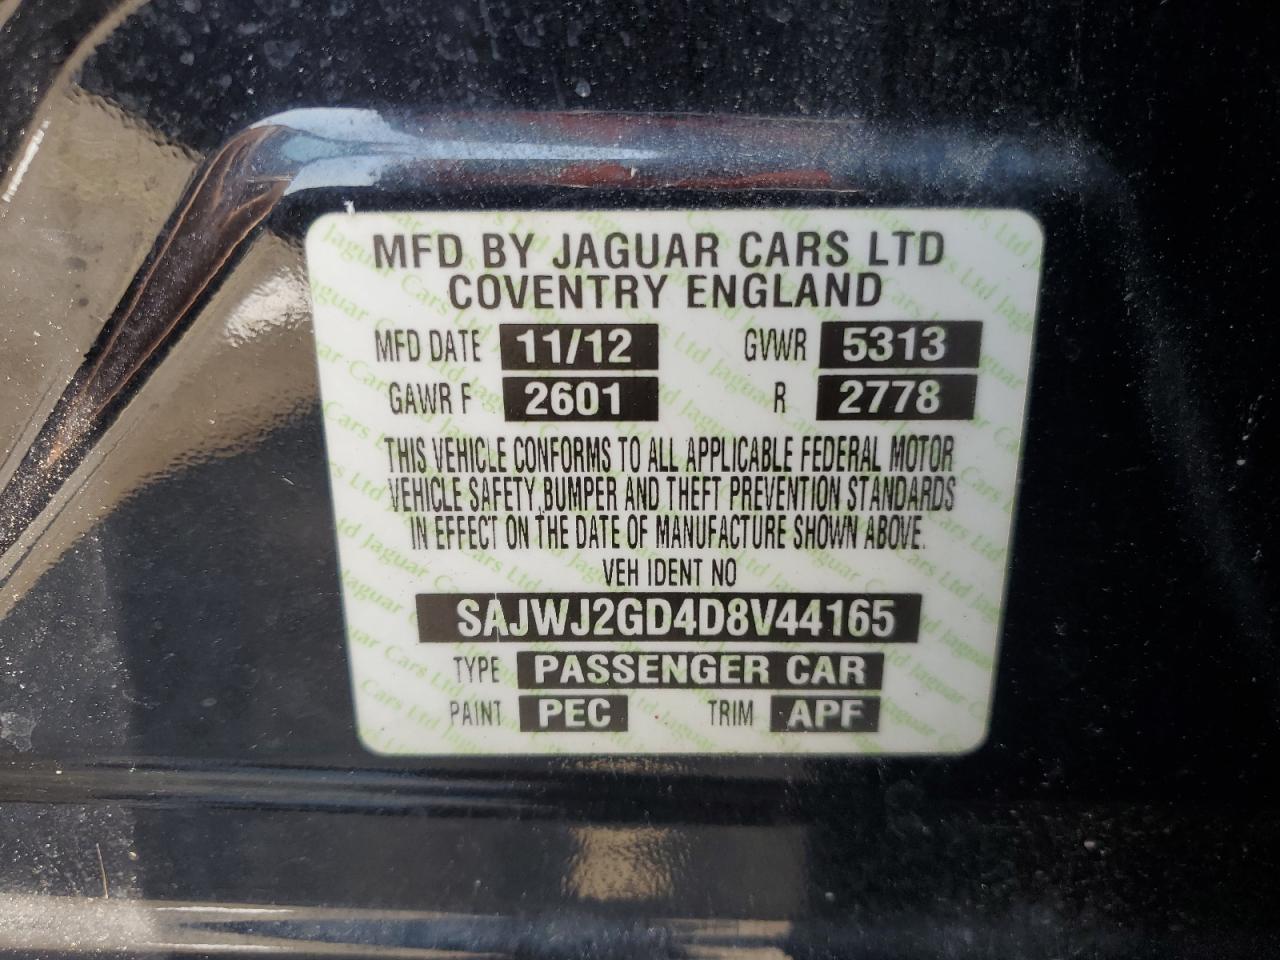 MFD BY JAGUAR CARS LTD
COVENTRY ENGLAND
MFD DATE 11/12 GVWR 5313
GAWR F 2601 R 2778
THIS VEHICLE CONFORMS TO ALL APPLICABLE FEDERAL MOTOR
VEHICLE SAFETY, BUMPER AND THEFT PREVENTION STANDARDS
IN EFFECT ON THE DATE OF MANUFACTURE SHOWN ABOVE.
VEH IDENT NO
SAJWJ2GD4D8V44165
TYPE PASSENGER CAR
PAINT PEC TRIM APF